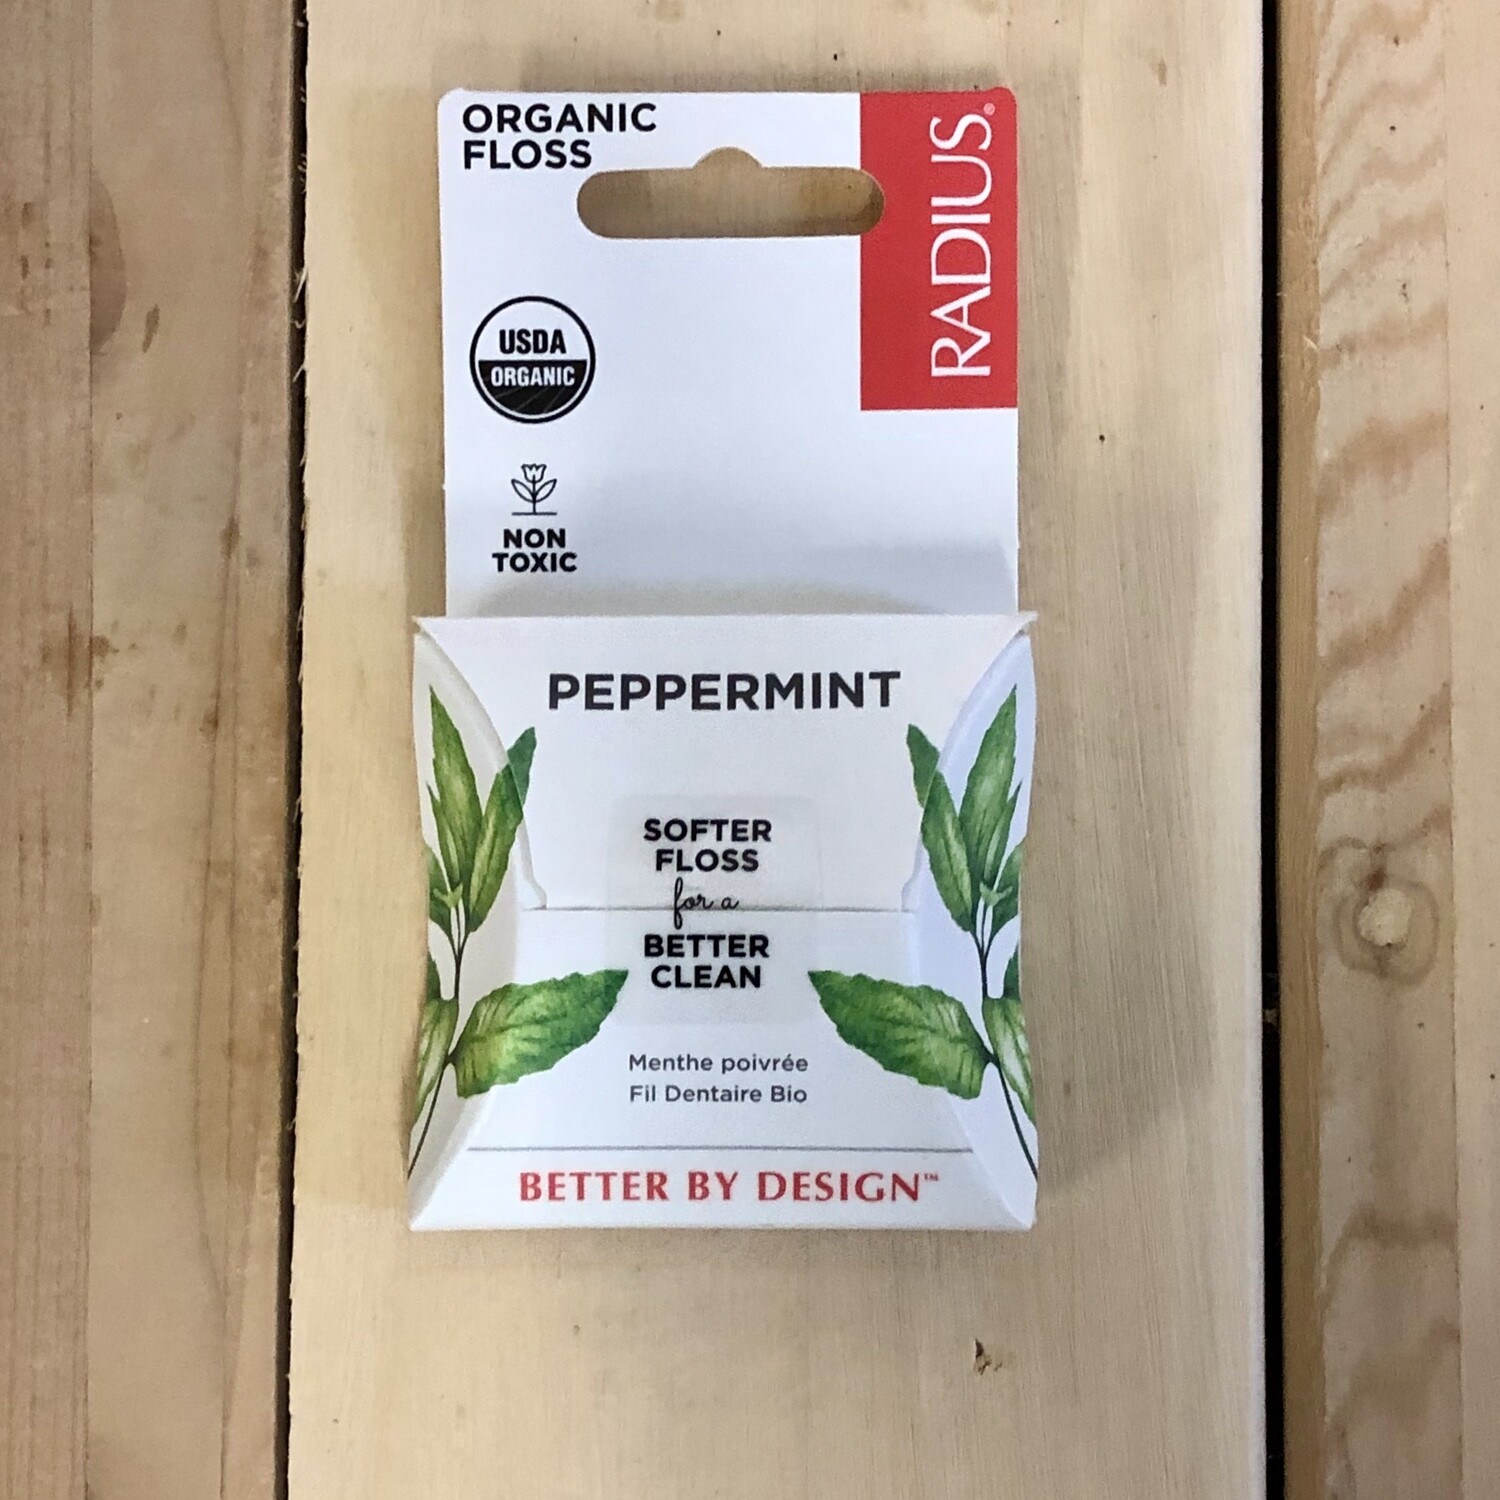 ORGANIC
FLOSS
RADIUS®
USDA
ORGANIC
NON
TOXIC
PEPPERMINT
SOFTER
FLOSS
for a
BETTER
CLEAN
Menthe poivrée
Fil Dentaire Bio
BETTER BY DESIGN™